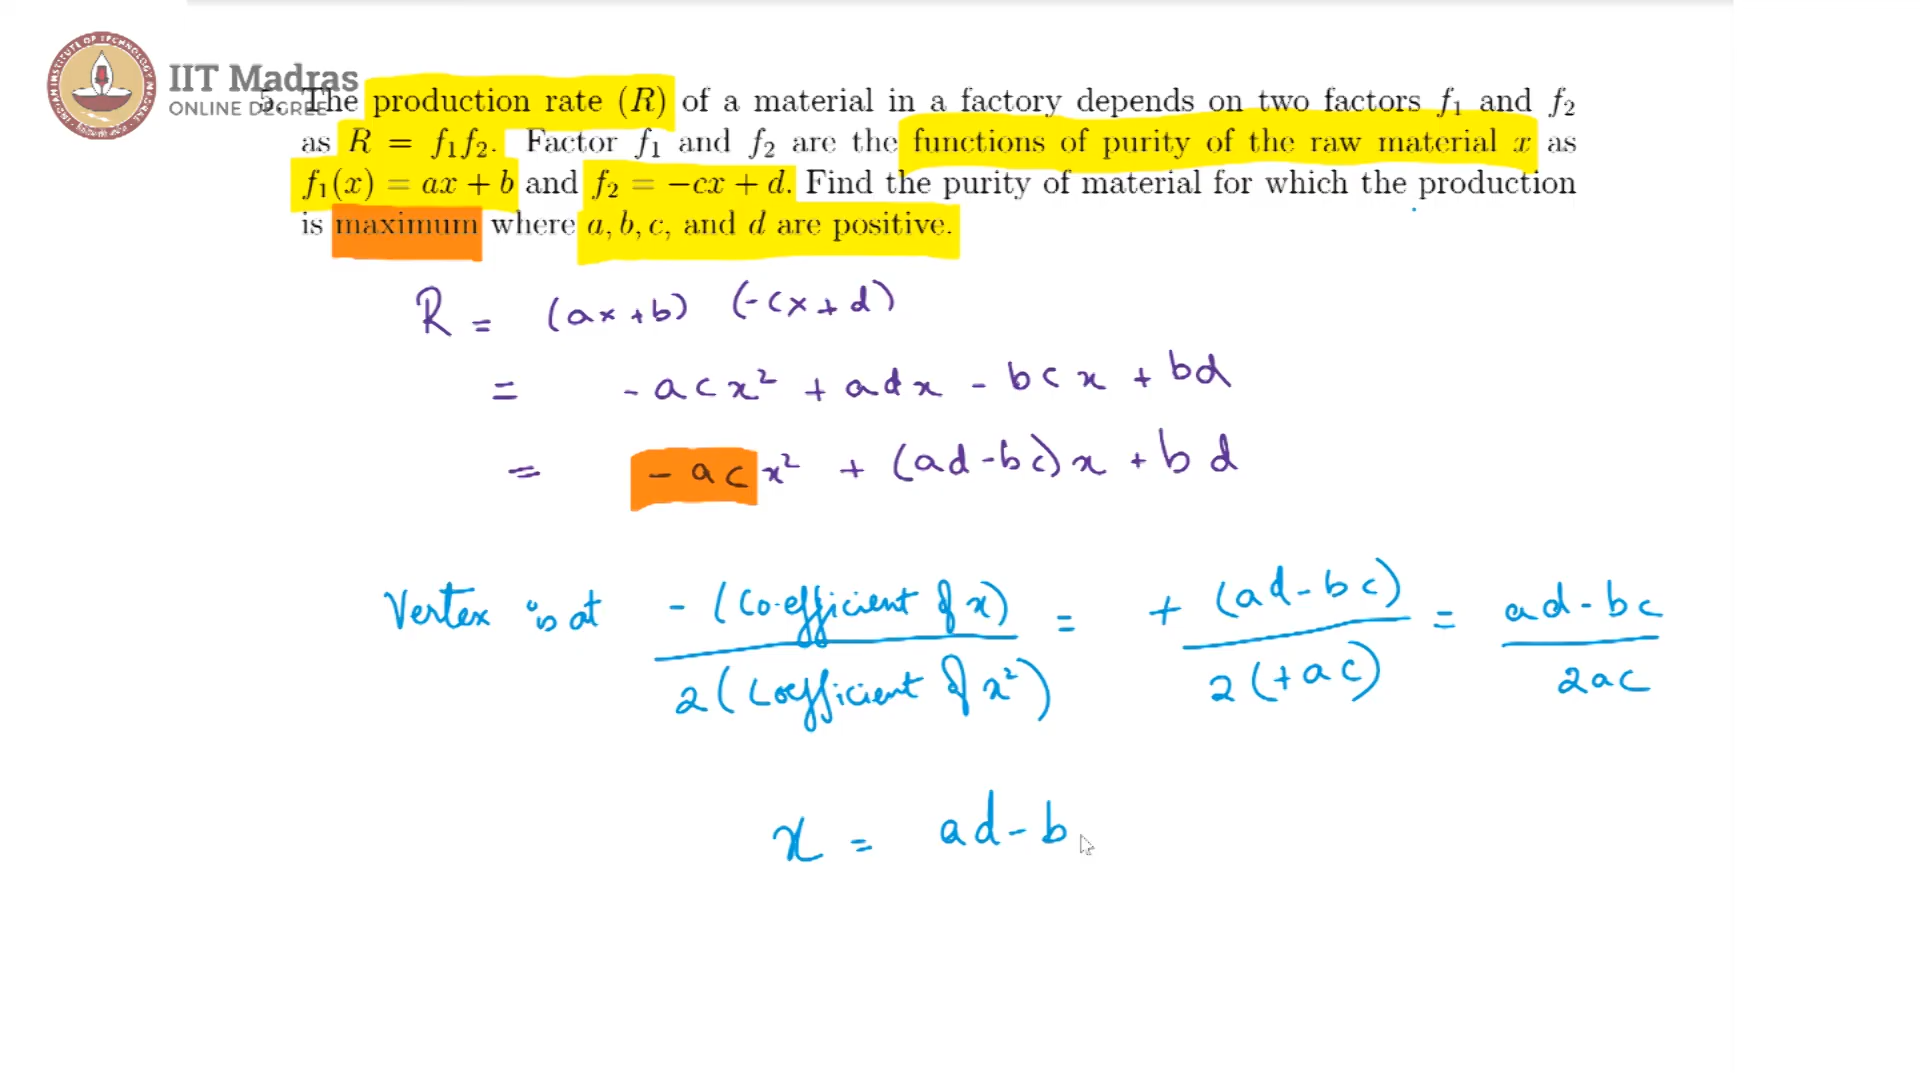 IIT Madras
ONLINE DEGREE
5. The production rate (R) of a material in a factory depends on two factors f₁ and f₂
as R = f₁f₂. Factor f₁ and f₂ are the functions of purity of the raw material x as
f₁(x) = ax + b and f₂ = −cx + d. Find the purity of material for which the production
is maximum where a, b, c, and d are positive.
R = (ax+b) (-cx+d)
= - acx² + adx - bcx + bd
= - acx² + (ad-bc)x + bd
Vertex is at - (Co-efficient of x) / 2(Coefficient of x²) = + (ad-bc) / 2(+ac) = ad-bc / 2ac
x = ad-b